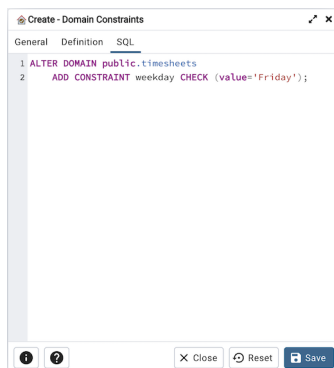 Create - Domain Constraints
General Definition SQL
1 ALTER DOMAIN public.timesheets
2 ADD CONSTRAINT weekday CHECK (value='Friday');
Close Reset Save